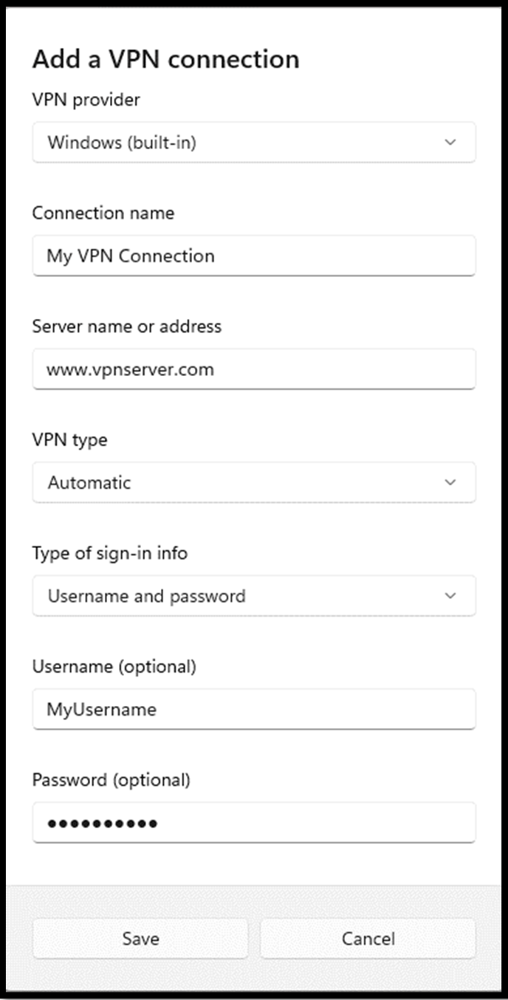 Add a VPN connection
VPN provider
Windows (built-in)
Connection name
My VPN Connection
Server name or address
www.vpnserver.com
VPN type
Automatic
Type of sign-in info
Username and password
Username (optional)
MyUsername
Password (optional)
●●●●●●●●●●
Save Cancel